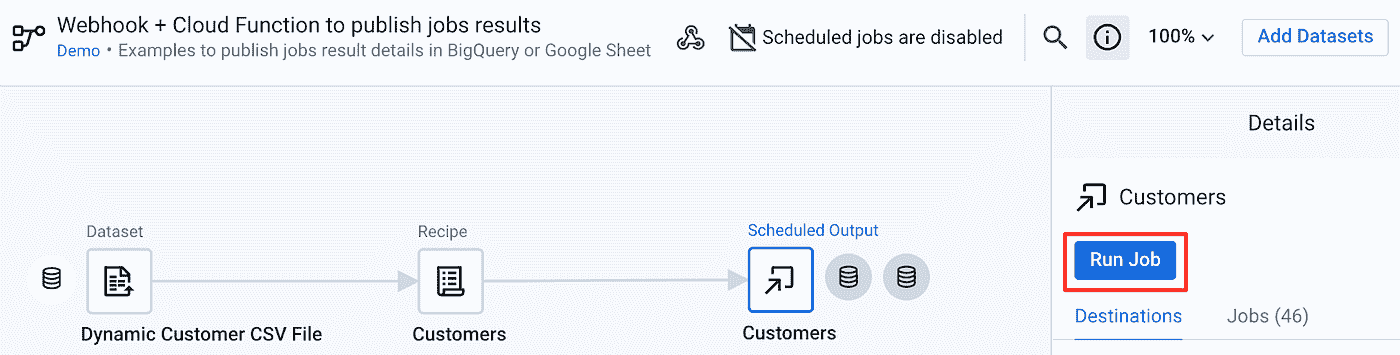 Webhook + Cloud Function to publish jobs results
Demo • Examples to publish jobs result details in BigQuery or Google Sheet
Scheduled jobs are disabled
100%
Add Datasets
Details
Customers
Run Job
Destinations
Jobs (46)
Dataset
Recipe
Scheduled Output
Dynamic Customer CSV File
Customers
Customers